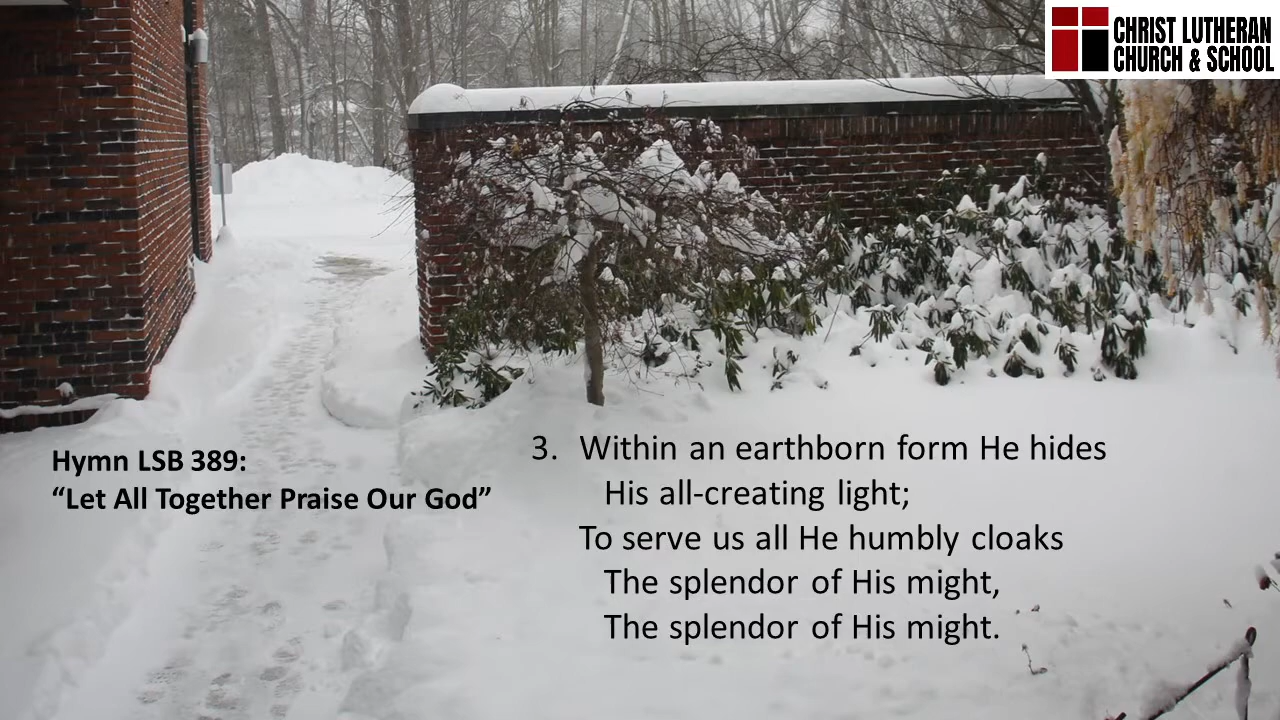 CHRIST LUTHERAN
CHURCH & SCHOOL
Hymn LSB 389:
“Let All Together Praise Our God”
3. Within an earthborn form He hides
His all-creating light;
To serve us all He humbly cloaks
The splendor of His might,
The splendor of His might.